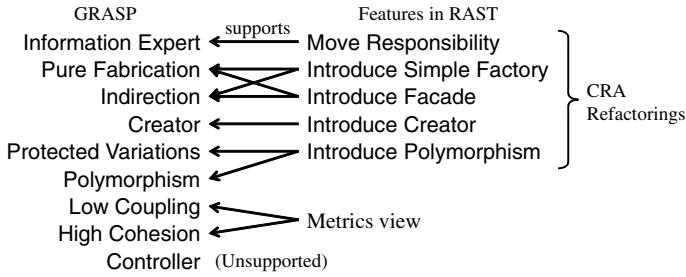 GRASP Features in RAST
supports
Information Expert Move Responsibility
Pure Fabrication Introduce Simple Factory
Indirection Introduce Facade
Creator Introduce Creator
Protected Variations Introduce Polymorphism
Polymorphism
Low Coupling
Metrics view
High Cohesion
Controller (Unsupported)
CRA
Refactorings